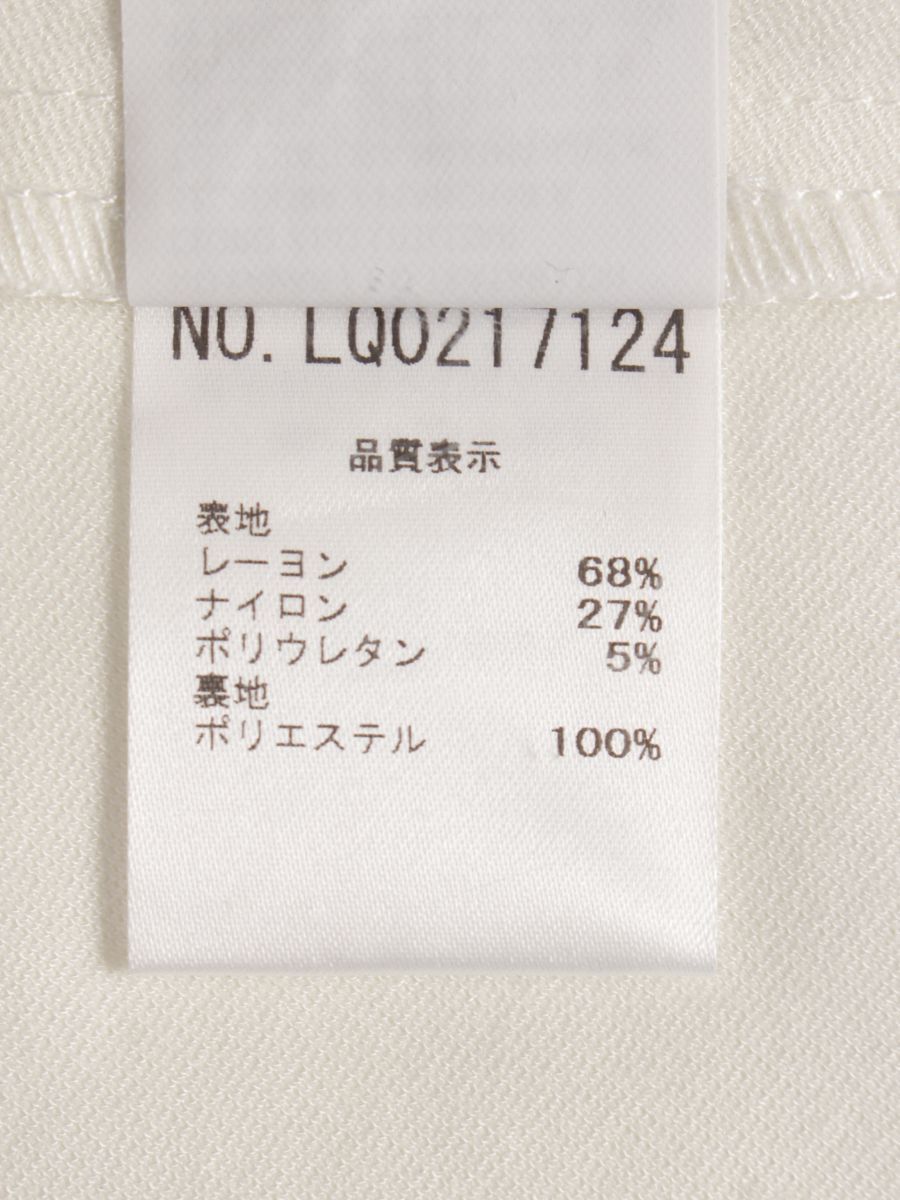 NO. LQ0217124
品質表示
表地
レーヨン 68%
ナイロン 27%
ポリウレタン 5%
裏地
ポリエステル 100%